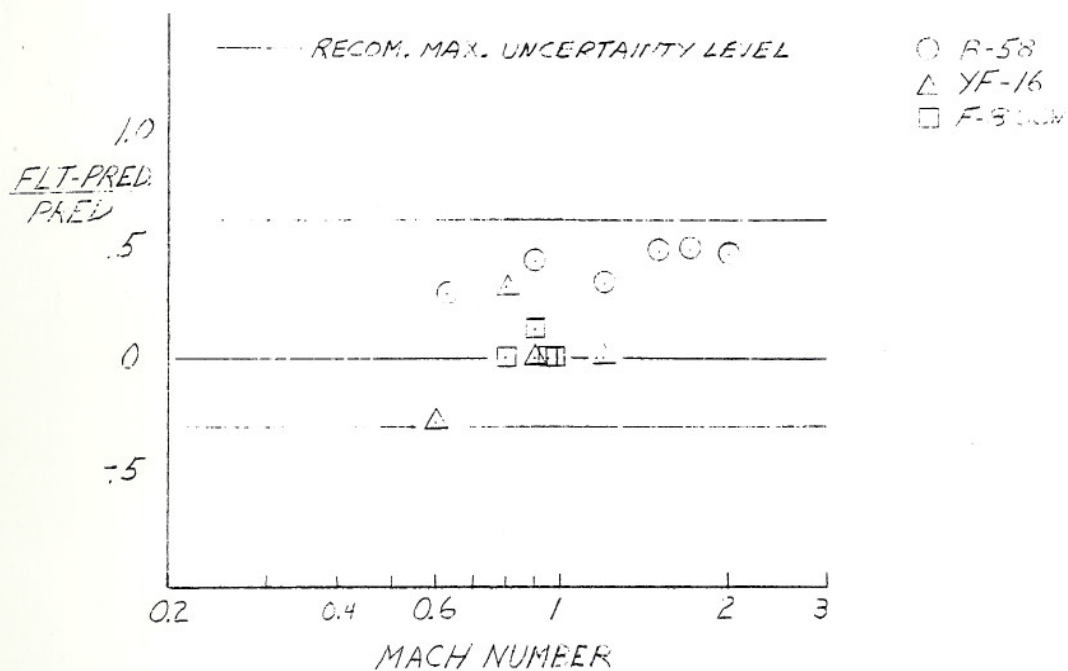 RECOM. MAX. UNCERTAINTY LEVEL
B-58
YF-16
1.0
FLT-PRED.
PRED
.5
0
-.5
0.2 0.4 0.6 1 2 3
MACH NUMBER